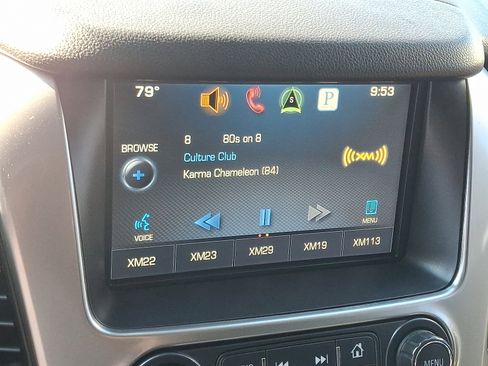 79° S P 9:53
8 80s on 8
BROWSE Culture Club ((XM))
Karma Chameleon (84)
VOICE MENU
XM22 XM23 XM29 XM19 XM113
MENU